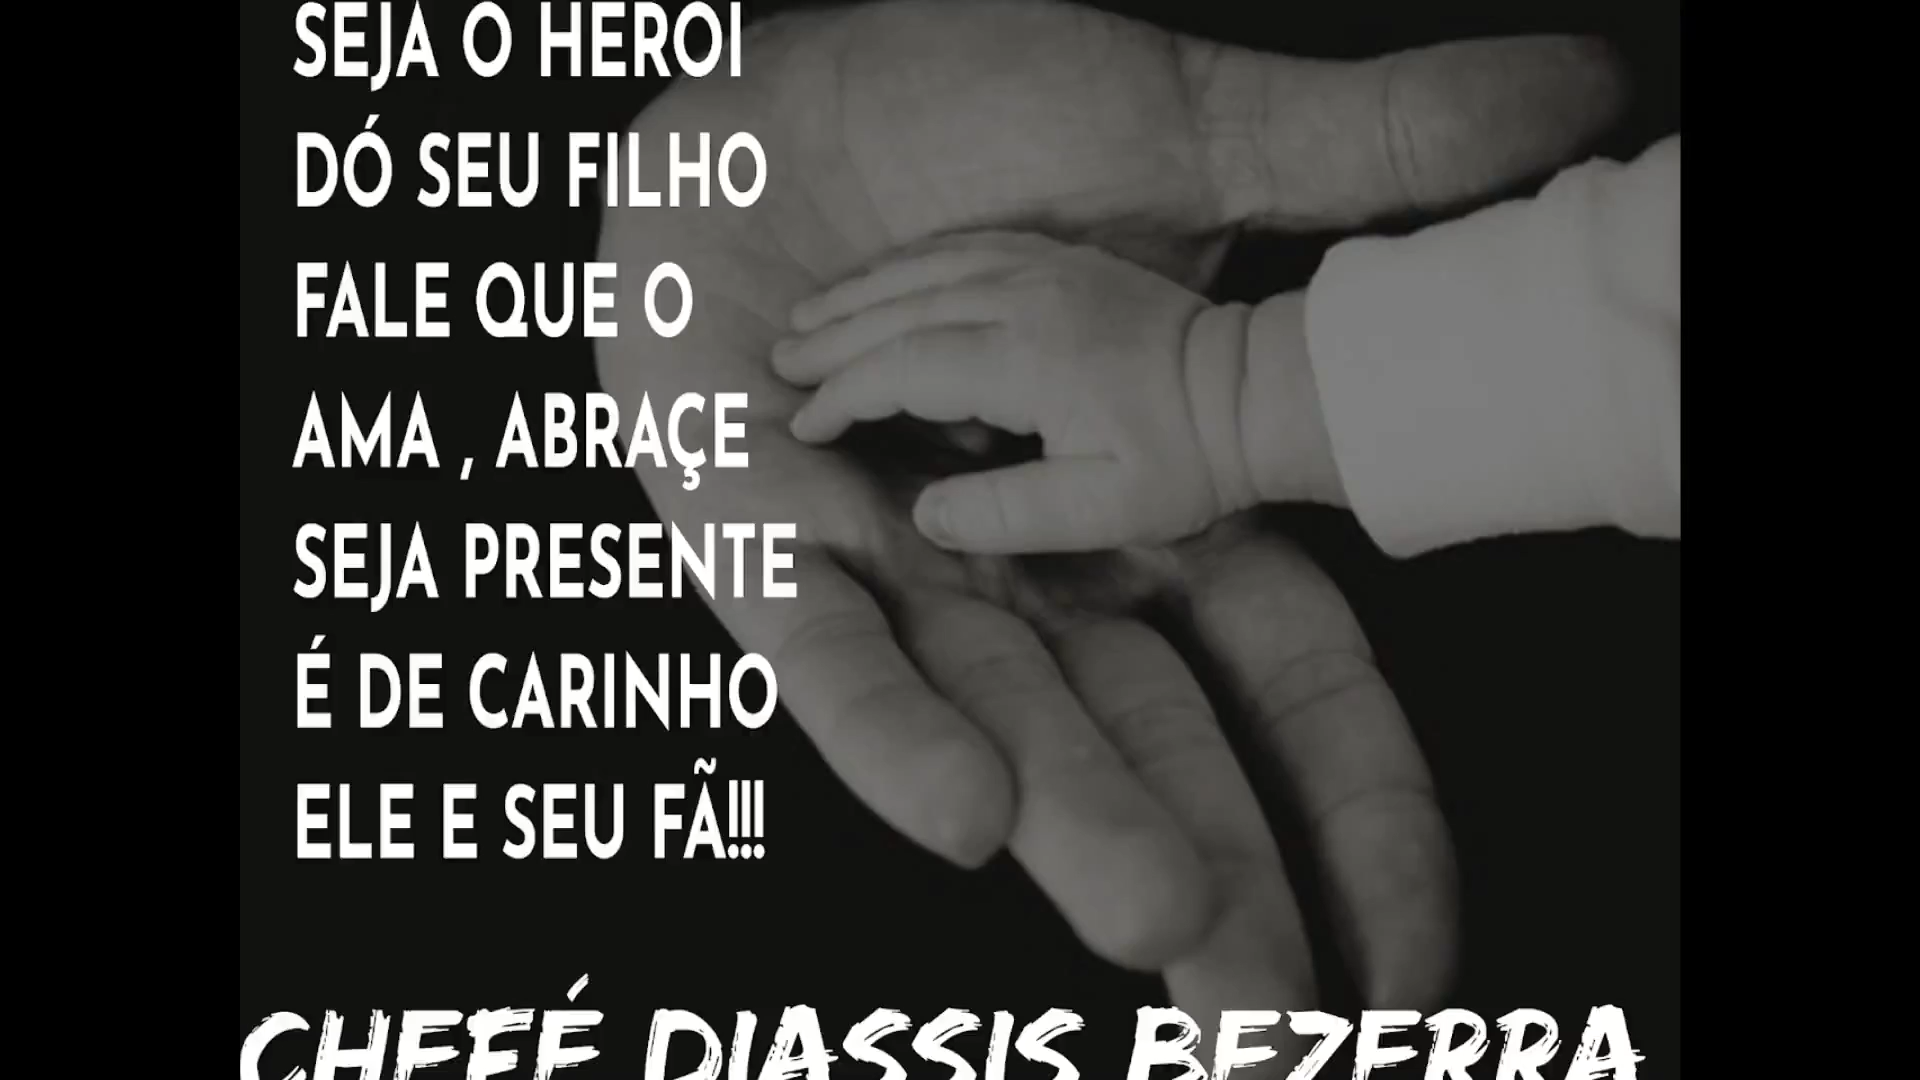 SEJA O HEROI
DÓ SEU FILHO
FALE QUE O
AMA , ABRAÇE
SEJA PRESENTE
É DE CARINHO
ELE E SEU FÃ!!!
CHEFÉ DIASSIS BEZERRA